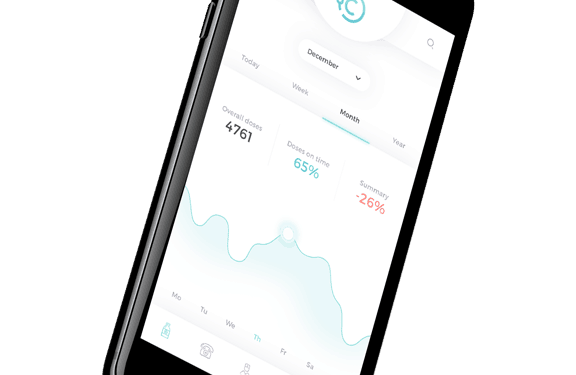 YC
December
Today
Week
Month
Year
Overall doses
4761
Doses on time
65%
Summary
-26%
Mo
Tu
We
Th
Fr
Sa